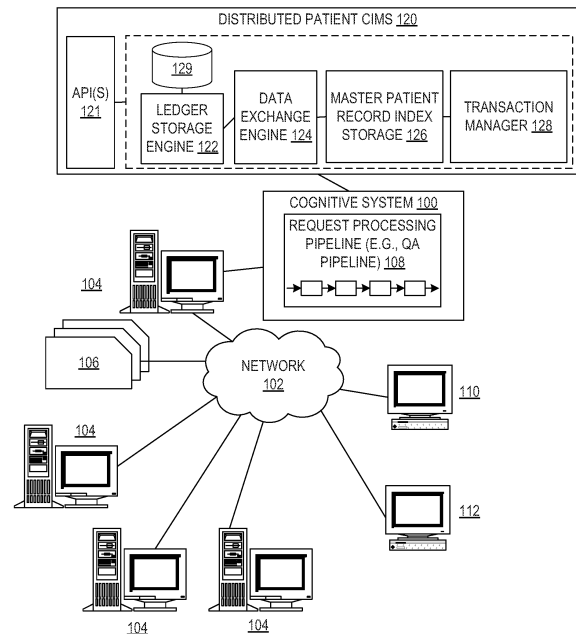 DISTRIBUTED PATIENT CIMS 120
API(S)
121
129
LEDGER
STORAGE
ENGINE 122
DATA
EXCHANGE
ENGINE 124
MASTER PATIENT
RECORD INDEX
STORAGE 126
TRANSACTION
MANAGER 128
COGNITIVE SYSTEM 100
REQUEST PROCESSING
PIPELINE (E.G., QA
PIPELINE) 108
104
106
NETWORK
102
110
104
112
104
104